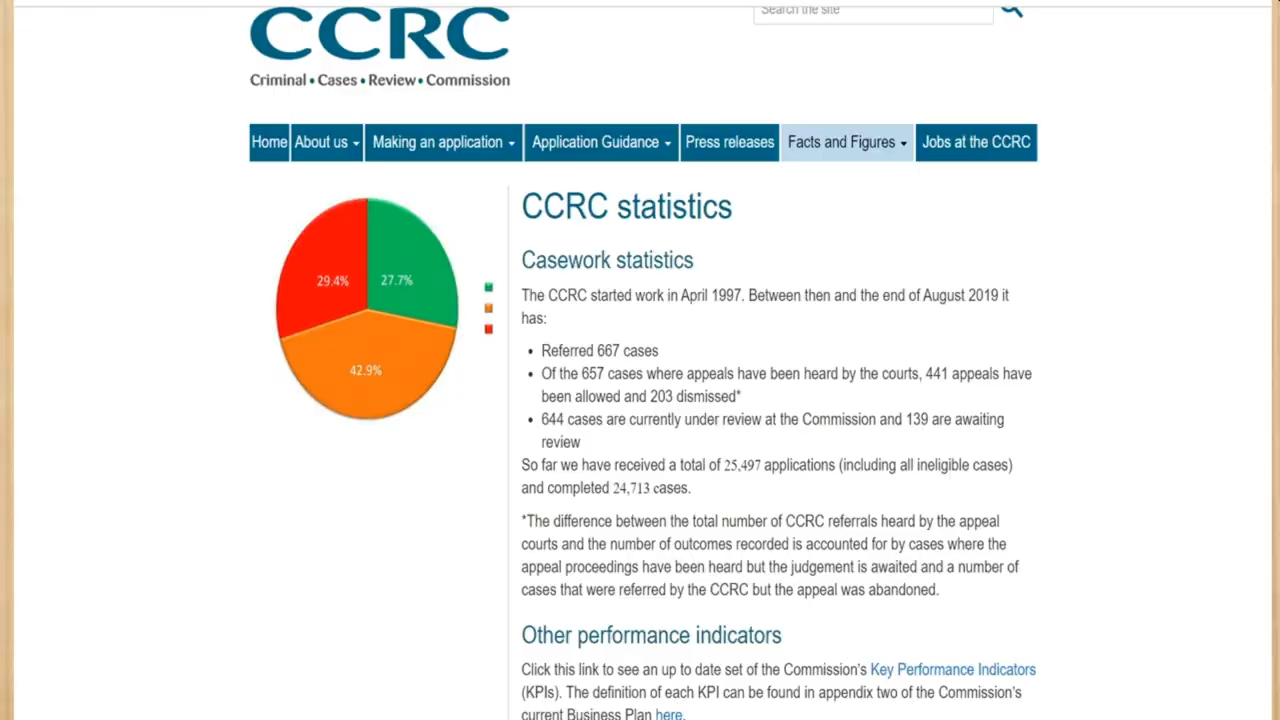 Search the site
CCRC
Criminal • Cases • Review • Commission
Home About us Making an application Application Guidance Press releases Facts and Figures Jobs at the CCRC
29.4% 27.7%
42.9%
CCRC statistics
Casework statistics
The CCRC started work in April 1997. Between then and the end of August 2019 it
has:
• Referred 667 cases
• Of the 657 cases where appeals have been heard by the courts, 441 appeals have
been allowed and 203 dismissed*
• 644 cases are currently under review at the Commission and 139 are awaiting
review
So far we have received a total of 25,497 applications (including all ineligible cases)
and completed 24,713 cases.
*The difference between the total number of CCRC referrals heard by the appeal
courts and the number of outcomes recorded is accounted for by cases where the
appeal proceedings have been heard but the judgement is awaited and a number of
cases that were referred by the CCRC but the appeal was abandoned.
Other performance indicators
Click this link to see an up to date set of the Commission's Key Performance Indicators
(KPIs). The definition of each KPI can be found in appendix two of the Commission's
current Business Plan here.